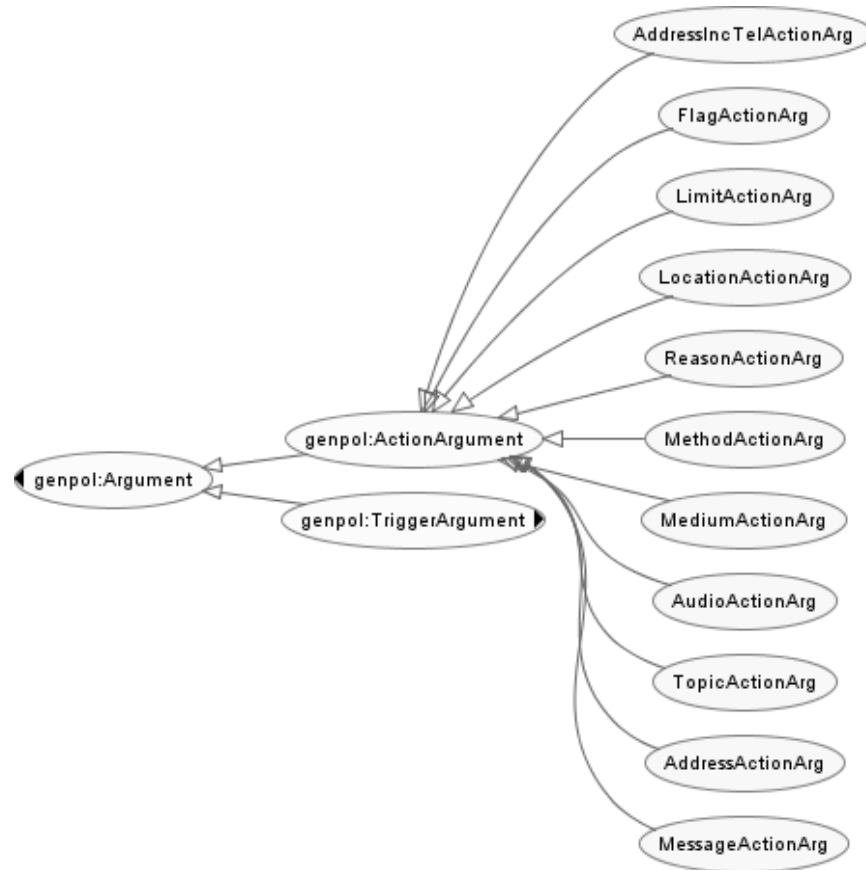 AddressIncTelActionArg
FlagActionArg
LimitActionArg
LocationActionArg
ReasonActionArg
genpol:ActionArgument
MethodActionArg
genpol:Argument
genpol:TriggerArgument
MediumActionArg
AudioActionArg
TopicActionArg
AddressActionArg
MessageActionArg